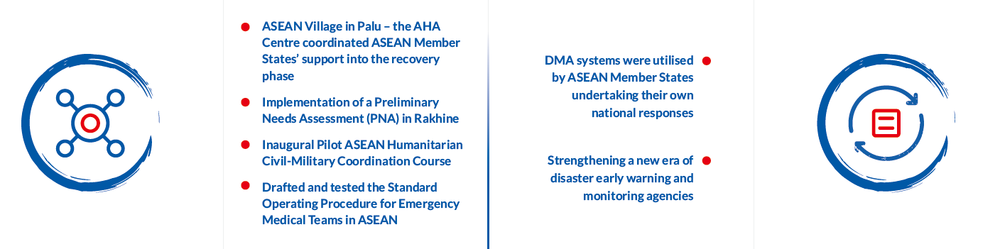 ASEAN Village in Palu – the AHA
Centre coordinated ASEAN Member
States’ support into the recovery
phase
Implementation of a Preliminary
Needs Assessment (PNA) in Rakhine
Inaugural Pilot ASEAN Humanitarian
Civil-Military Coordination Course
Drafted and tested the Standard
Operating Procedure for Emergency
Medical Teams in ASEAN
DMA systems were utilised
by ASEAN Member States
undertaking their own
national responses
Strengthening a new era of
disaster early warning and
monitoring agencies